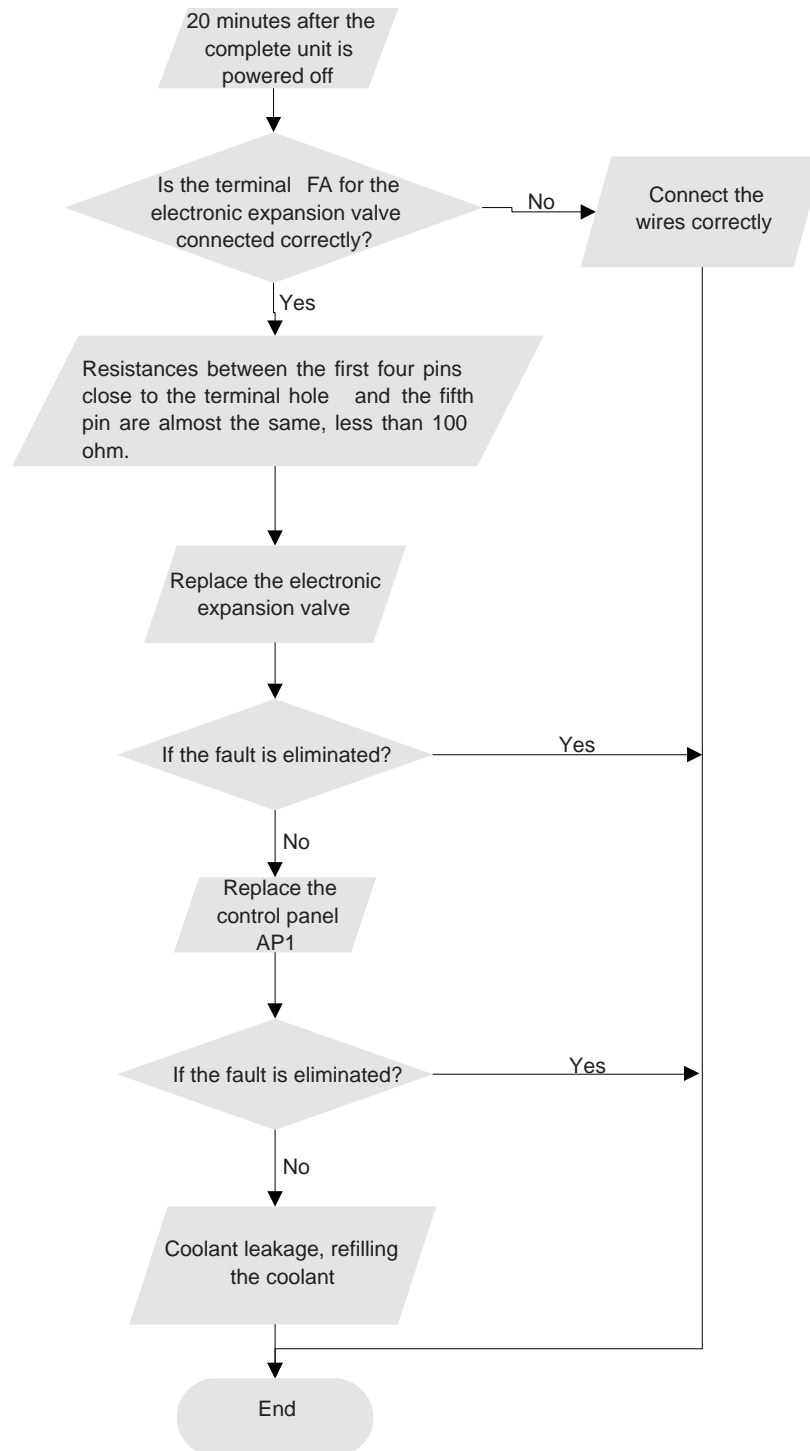 20 minutes after the
complete unit is
powered off
Is the terminal FA for the
electronic expansion valve
connected correctly?
No
Connect the
wires correctly
Yes
Resistances between the first four pins
close to the terminal hole and the fifth
pin are almost the same, less than 100
ohm.
Replace the electronic
expansion valve
If the fault is eliminated?
Yes
No
Replace the
control panel
AP1
If the fault is eliminated?
Yes
No
Coolant leakage, refilling
the coolant
End